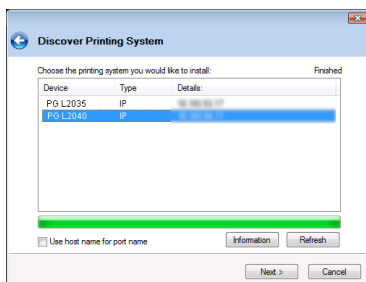 Discover Printing System
Choose the printing system you would like to install: Finished
Device Type Details:
PG L2035 IP
PG L2040 IP
Use host name for port name Information Refresh
Next > Cancel